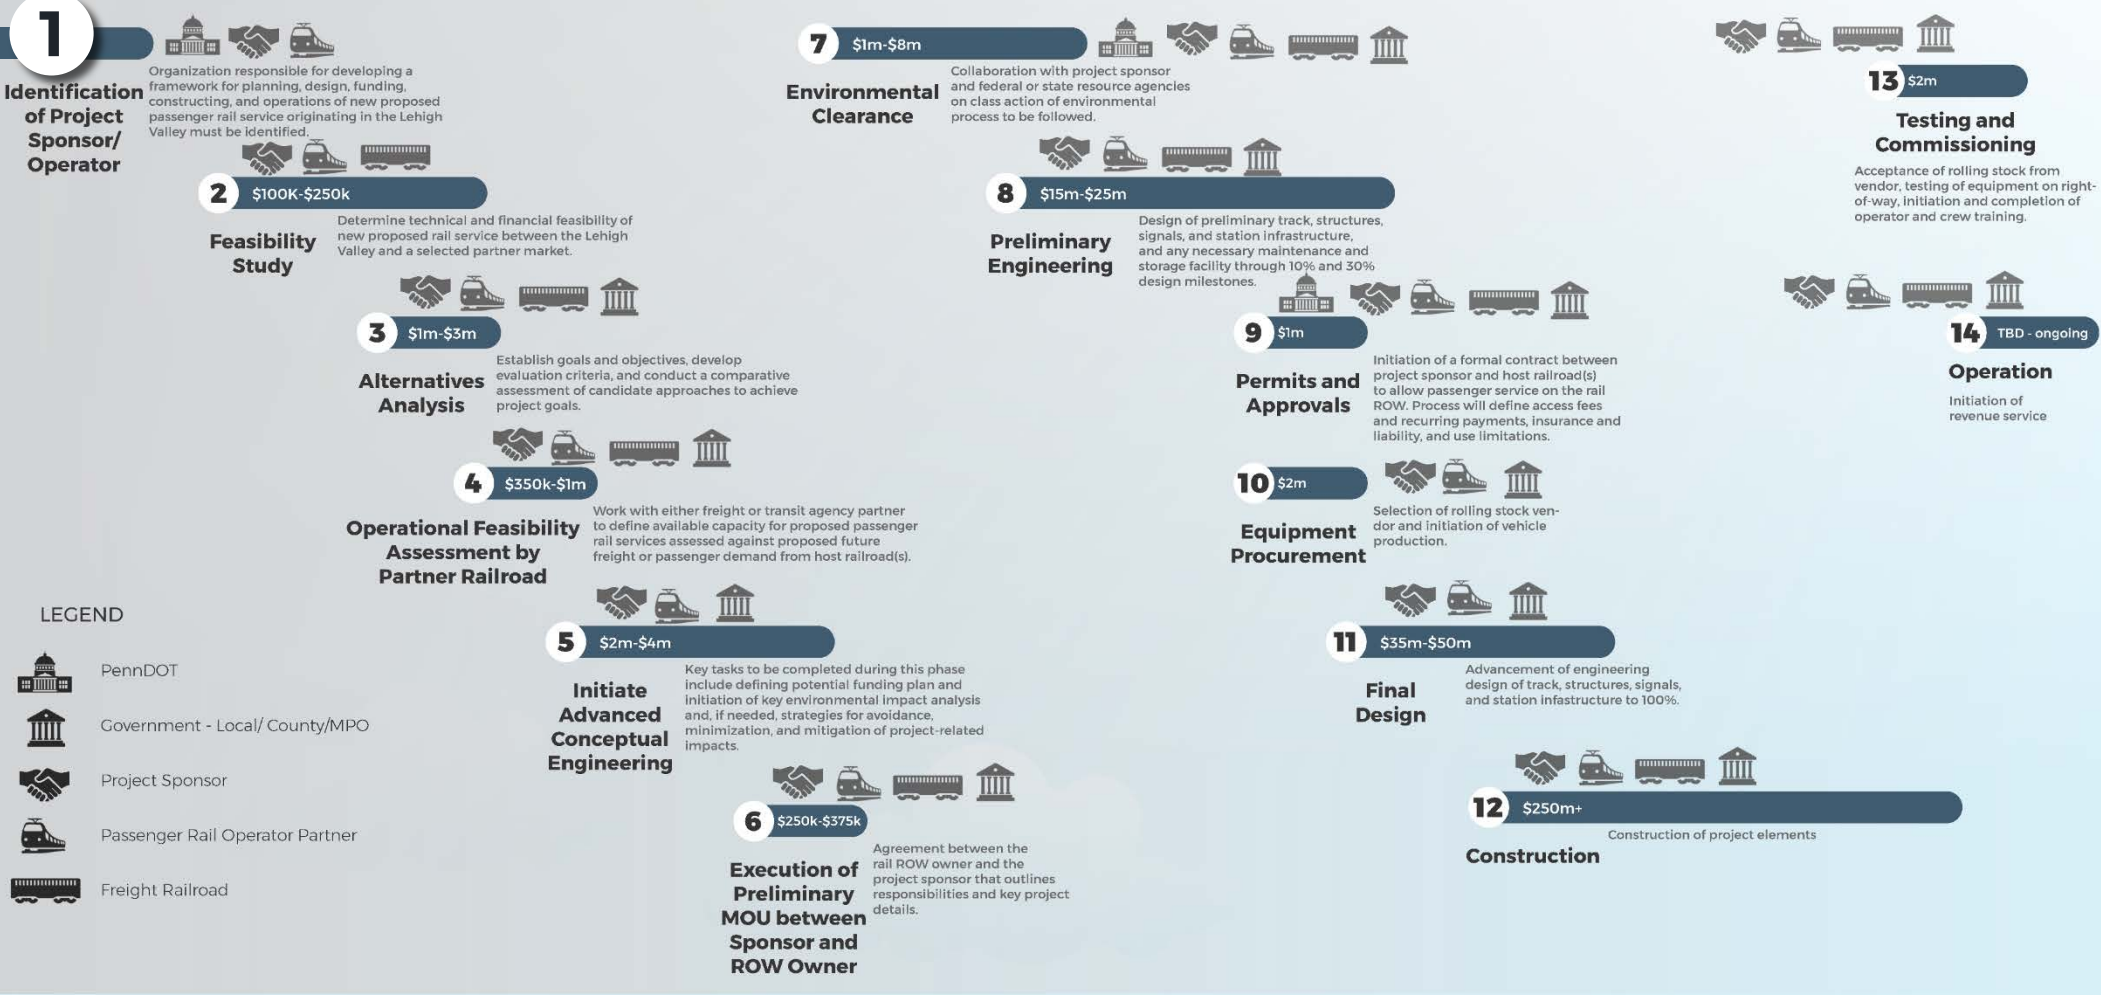 1
Identification
of Project
Sponsor/
Operator
Organization responsible for developing a
framework for planning, design, funding,
constructing, and operations of new proposed
passenger rail service originating in the Lehigh
Valley must be identified.
2
$100K-$250k
Feasibility
Study
Determine technical and financial feasibility of
new proposed rail service between the Lehigh
Valley and a selected partner market.
3
$1m-$3m
Alternatives
Analysis
Establish goals and objectives, develop
evaluation criteria, and conduct a comparative
assessment of candidate approaches to achieve
project goals.
4
$350k-$1m
Operational Feasibility
Assessment by
Partner Railroad
Work with either freight or transit agency partner
to define available capacity for proposed passenger
rail services assessed against proposed future
freight or passenger demand from host railroad(s).
5
$2m-$4m
Initiate
Advanced
Conceptual
Engineering
Key tasks to be completed during this phase
include defining potential funding plan and
initiation of key environmental impact analysis
and, if needed, strategies for avoidance,
minimization, and mitigation of project-related
impacts.
6
$250k-$375k
Execution of
Preliminary
MOU between
Sponsor and
ROW Owner
Agreement between the
rail ROW owner and the
project sponsor that outlines
responsibilities and key project
details.
7
$1m-$8m
Environmental
Clearance
Collaboration with project sponsor
and federal or state resource agencies
on class action of environmental
process to be followed.
8
$15m-$25m
Preliminary
Engineering
Design of preliminary track, structures,
signals, and station infrastructure,
and any necessary maintenance and
storage facility through 10% and 30%
design milestones.
9
$1m
Permits and
Approvals
Initiation of a formal contract between
project sponsor and host railroad(s)
to allow passenger service on the rail
ROW. Process will define access fees
and recurring payments, insurance and
liability, and use limitations.
10
$2m
Equipment
Procurement
Selection of rolling stock ven-
dor and initiation of vehicle
production.
11
$35m-$50m
Final
Design
Advancement of engineering
design of track, structures, signals,
and station infastructure to 100%.
12
$250m+
Construction
Construction of project elements
13
$2m
Testing and
Commissioning
Acceptance of rolling stock from
vendor, testing of equipment on right-
of-way, initiation and completion of
operator and crew training.
14
TBD - ongoing
Operation
Initiation of
revenue service
LEGEND
PennDOT
Government - Local/ County/MPO
Project Sponsor
Passenger Rail Operator Partner
Freight Railroad